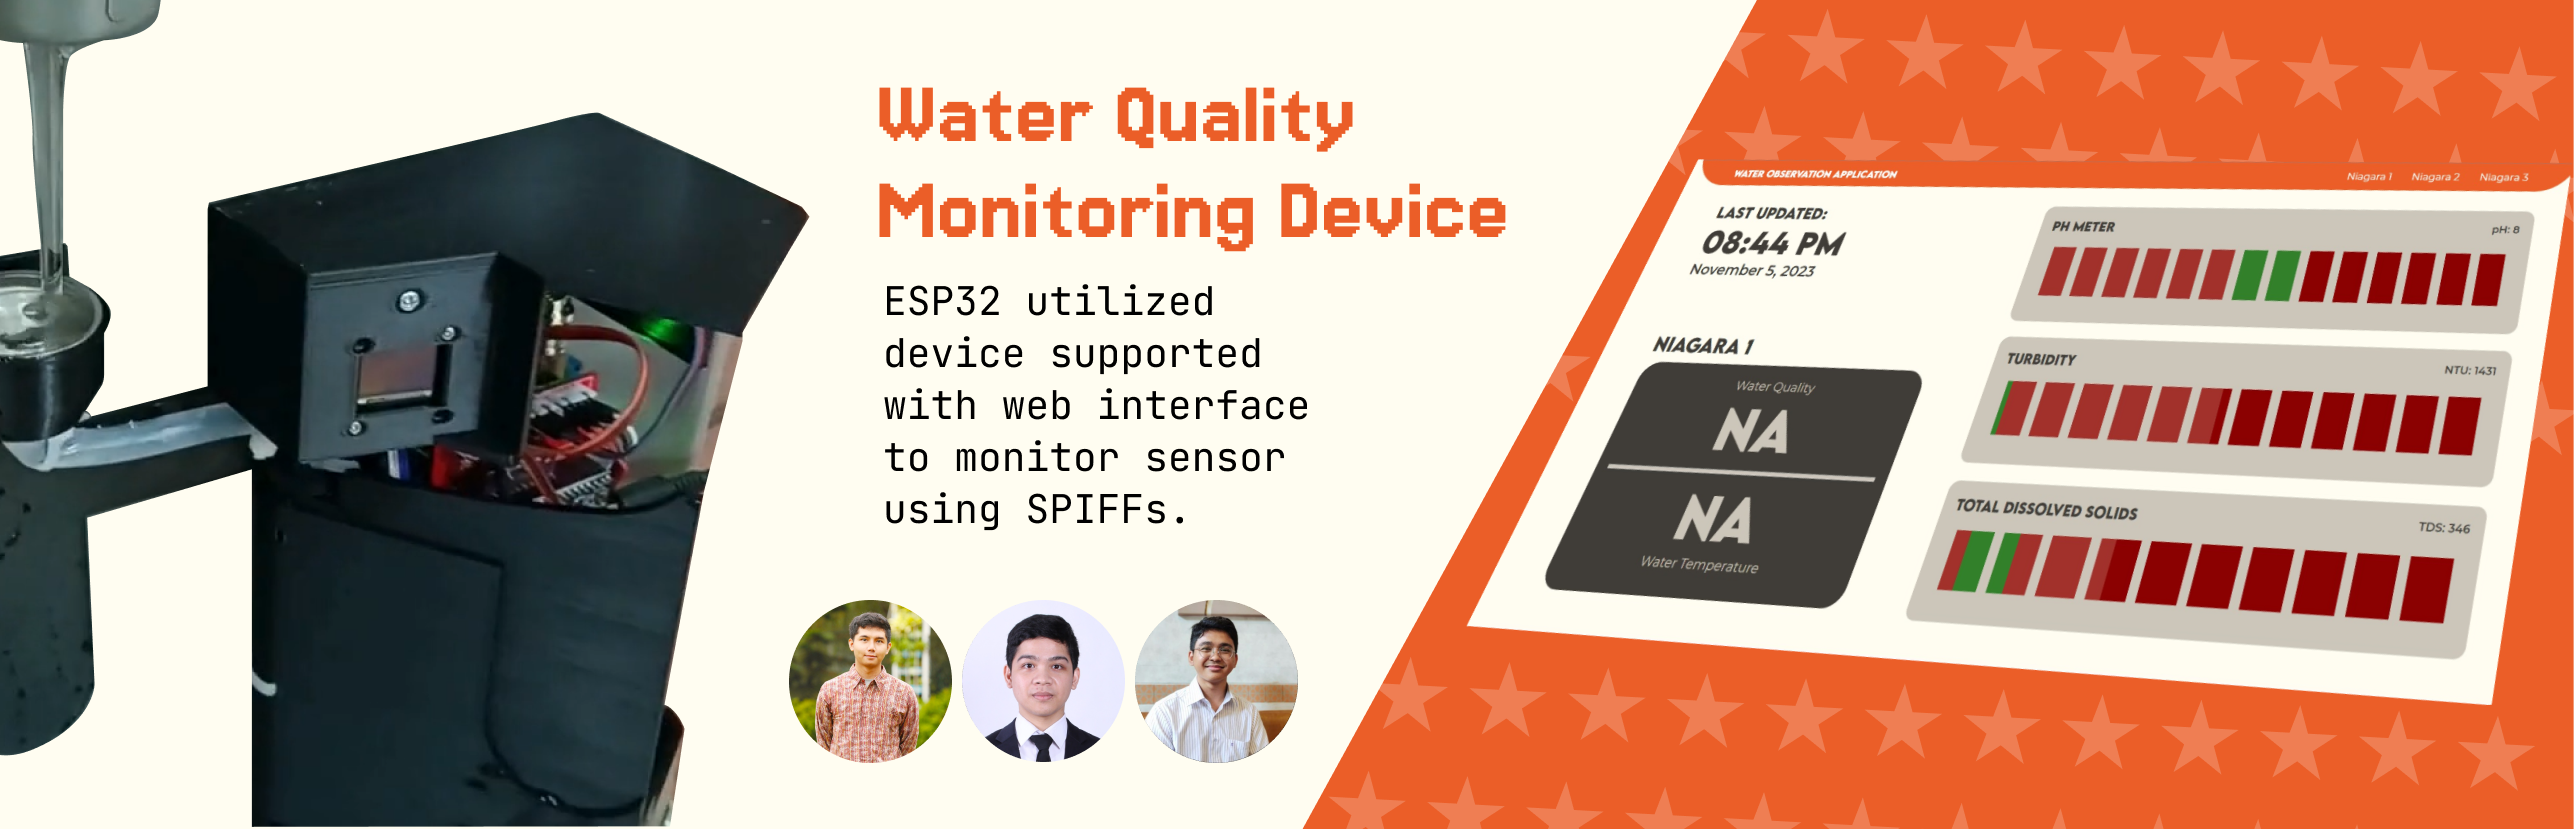 Water Quality
Monitoring Device
ESP32 utilized
device supported
with web interface
to monitor sensor
using SPIFFs.
WATER OBSERVATION APPLICATION
Niagara 1 Niagara 2 Niagara 3
LAST UPDATED:
08:44 PM
November 5, 2023
NIAGARA 1
Water Quality
NA
NA
Water Temperature
PH METER
pH: 8
TURBIDITY
NTU: 1431
TOTAL DISSOLVED SOLIDS
TDS: 346